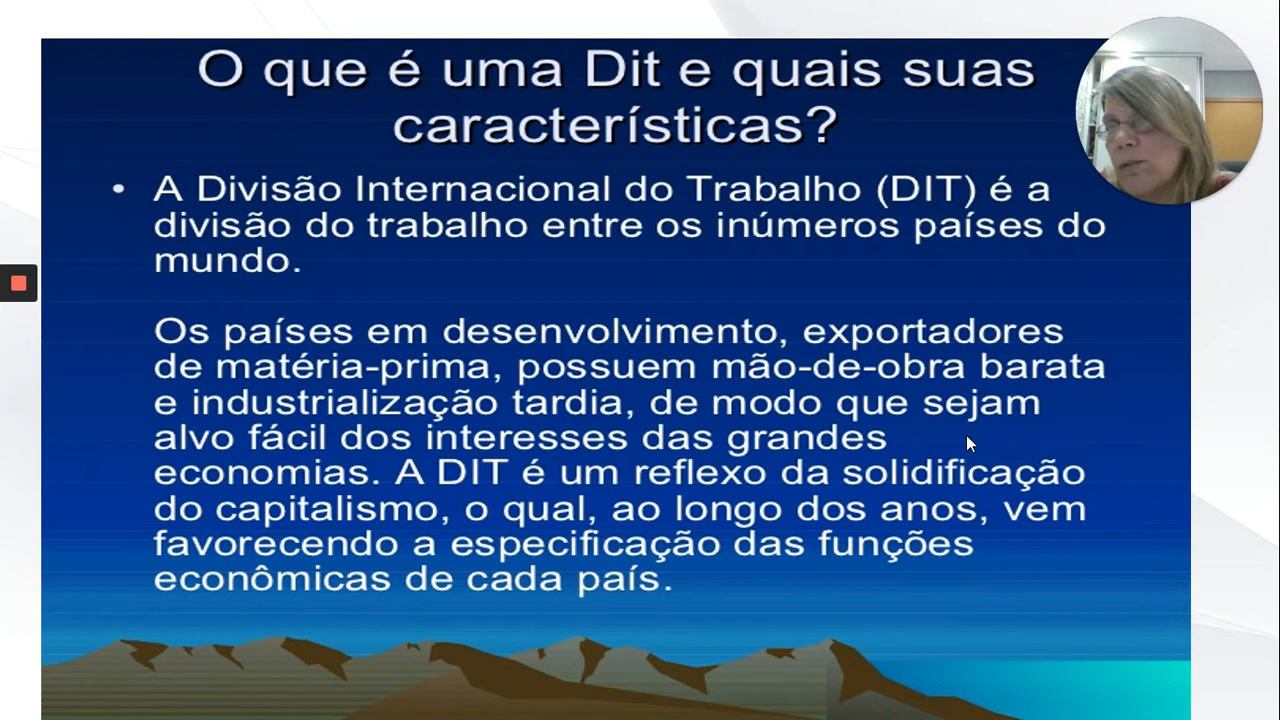 O que é uma Dit e quais suas
características?
• A Divisão Internacional do Trabalho (DIT) é a
divisão do trabalho entre os inúmeros países do
mundo.
Os países em desenvolvimento, exportadores
de matéria-prima, possuem mão-de-obra barata
e industrialização tardia, de modo que sejam
alvo fácil dos interesses das grandes
economias. A DIT é um reflexo da solidificação
do capitalismo, o qual, ao longo dos anos, vem
favorecendo a especificação das funções
econômicas de cada país.